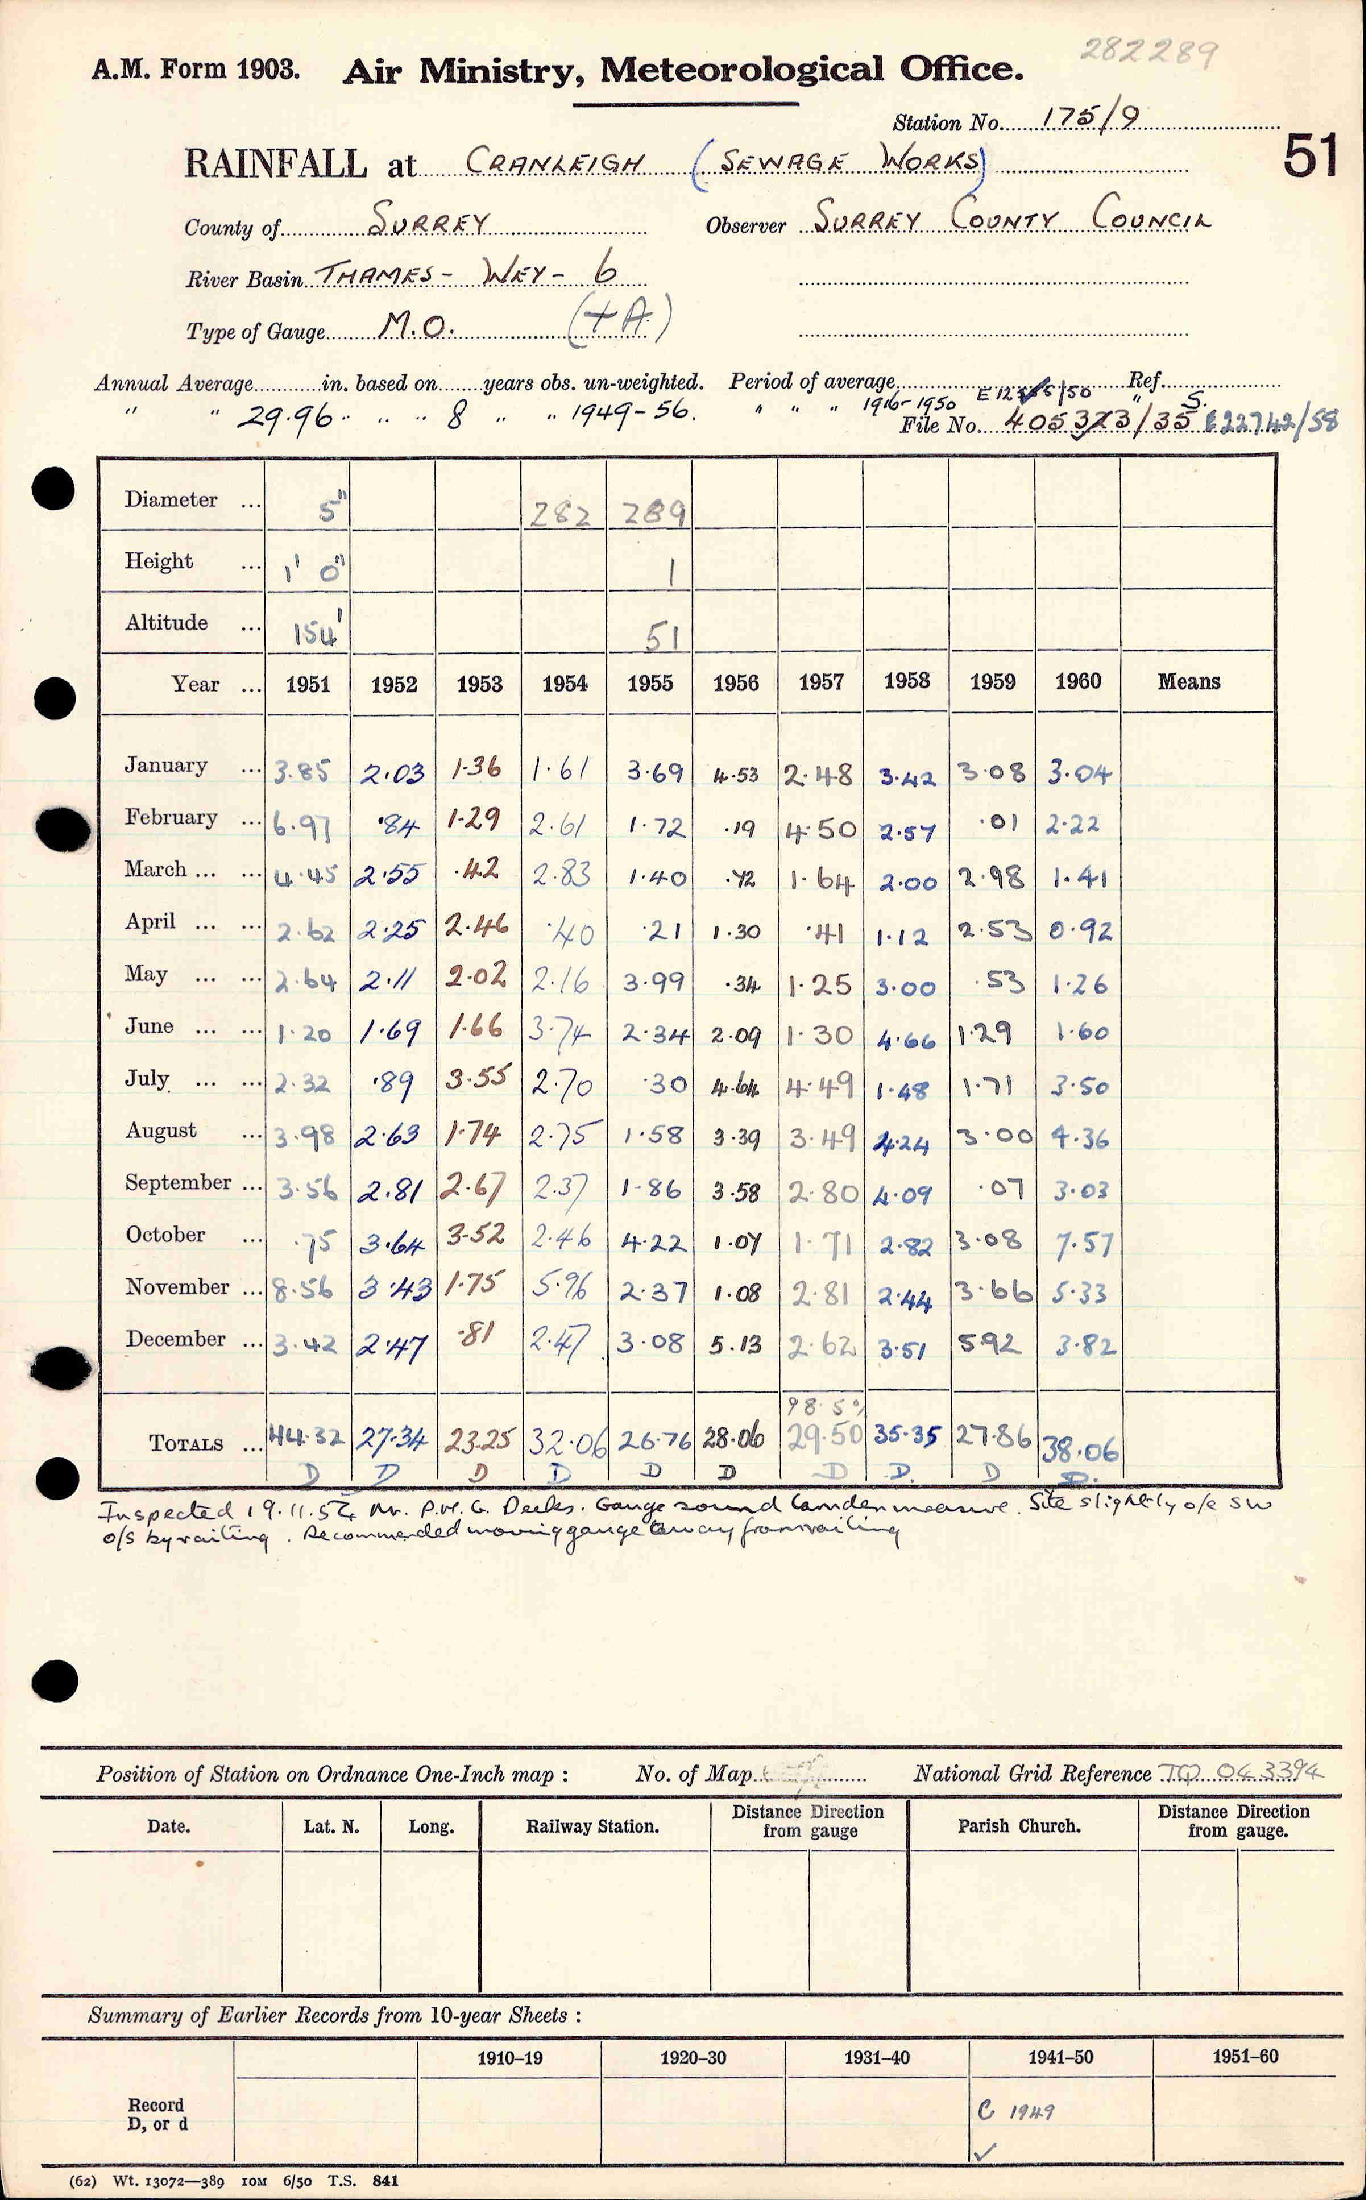 282289
A.M. Form 1903. Air Ministry, Meteorological Office.
Station No. 175/9
51
RAINFALL at CRANLEIGH (SEWAGE WORKS)
County of SURREY Observer SURREY COUNTY COUNCIL
River Basin THAMES - WEY - 6
Type of Gauge M.O. (+A)
Annual Average in. based on years obs. un-weighted. Period of average Ref.
" " 29.96 " " " 8 " " 1949-56. " " " 1916-1950 "
File No. 405323/35 S. E22742/58
Diameter ... 5" 282 289
Height ... 1' 0" 1
Altitude ... 154' 51
Year ... 1951 1952 1953 1954 1955 1956 1957 1958 1959 1960 Means
January ... 3.85 2.03 1.36 1.61 3.69 4.53 2.48 3.42 3.08 3.04
February ... 6.97 .84 1.29 2.61 1.72 .19 4.50 2.57 .01 2.22
March ... ... 4.45 2.55 .42 2.83 1.40 .72 1.64 2.00 2.98 1.41
April ... ... 2.62 2.25 2.46 .40 .21 1.30 .41 1.12 2.53 0.92
May ... ... 2.64 2.11 2.02 2.16 3.99 .34 1.25 3.00 .53 1.26
June ... ... 1.20 1.69 1.66 3.74 2.34 2.09 1.30 4.66 1.29 1.60
July ... ... 2.32 .89 3.55 2.70 .30 4.64 4.49 1.48 1.71 3.50
August ... 3.98 2.63 1.74 2.75 1.58 3.39 3.49 4.24 3.00 4.36
September ... 3.56 2.81 2.67 2.37 1.86 3.58 2.80 4.09 .07 3.03
October ... .75 3.64 3.52 2.46 4.22 1.07 1.71 2.82 3.08 7.57
November ... 8.56 3.43 1.75 5.96 2.37 1.08 2.81 2.44 3.66 5.33
December ... 3.42 2.47 .81 2.47 3.08 5.13 2.62 3.51 5.92 3.82
98.5%
TOTALS ... 44.32 27.34 23.25 32.06 26.76 28.06 29.50 35.35 27.86 38.06
D D D D D D D D. D D.
Inspected 19.11.54 Mr. P.H.G. Deeks. Gauge sound Camden measure. Site slightly o/e SW
o/s by railing. Recommended moving gauge away from railing
Position of Station on Ordnance One-Inch map : No. of Map National Grid Reference TQ 043394
Date. Lat. N. Long. Railway Station. Distance Direction from gauge Parish Church. Distance Direction from gauge.
Summary of Earlier Records from 10-year Sheets :
1910–19 1920–30 1931–40 1941–50 1951–60
Record
D, or d
C 1949
✓
(62) Wt. 13072—389 10M 6/50 T.S. 841